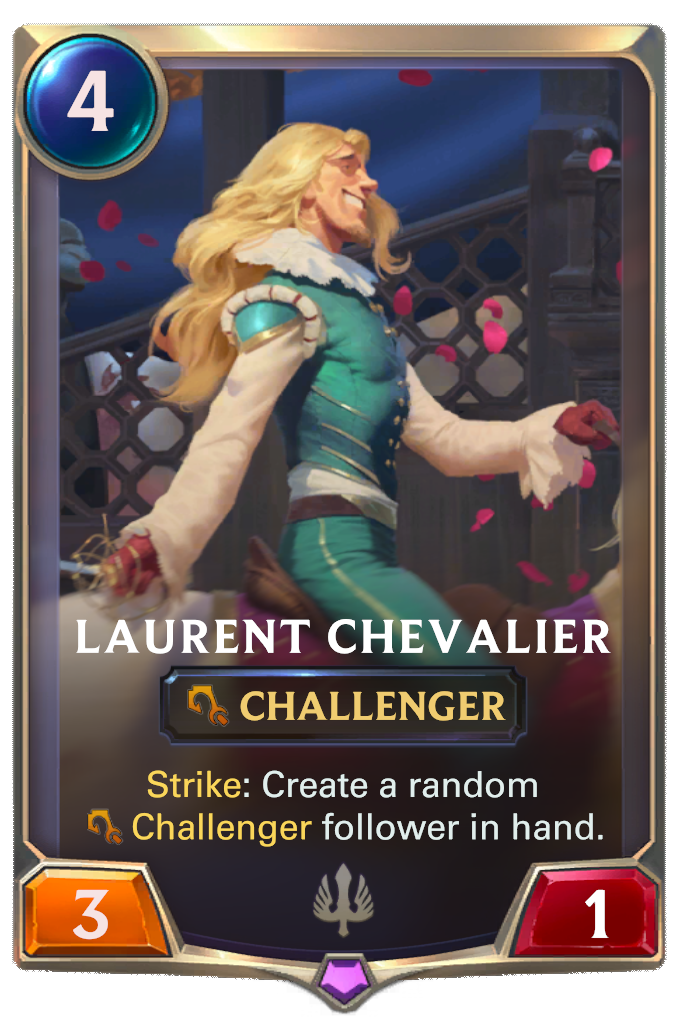 4
LAURENT CHEVALIER
CHALLENGER
Strike: Create a random
Challenger follower in hand.
3
1